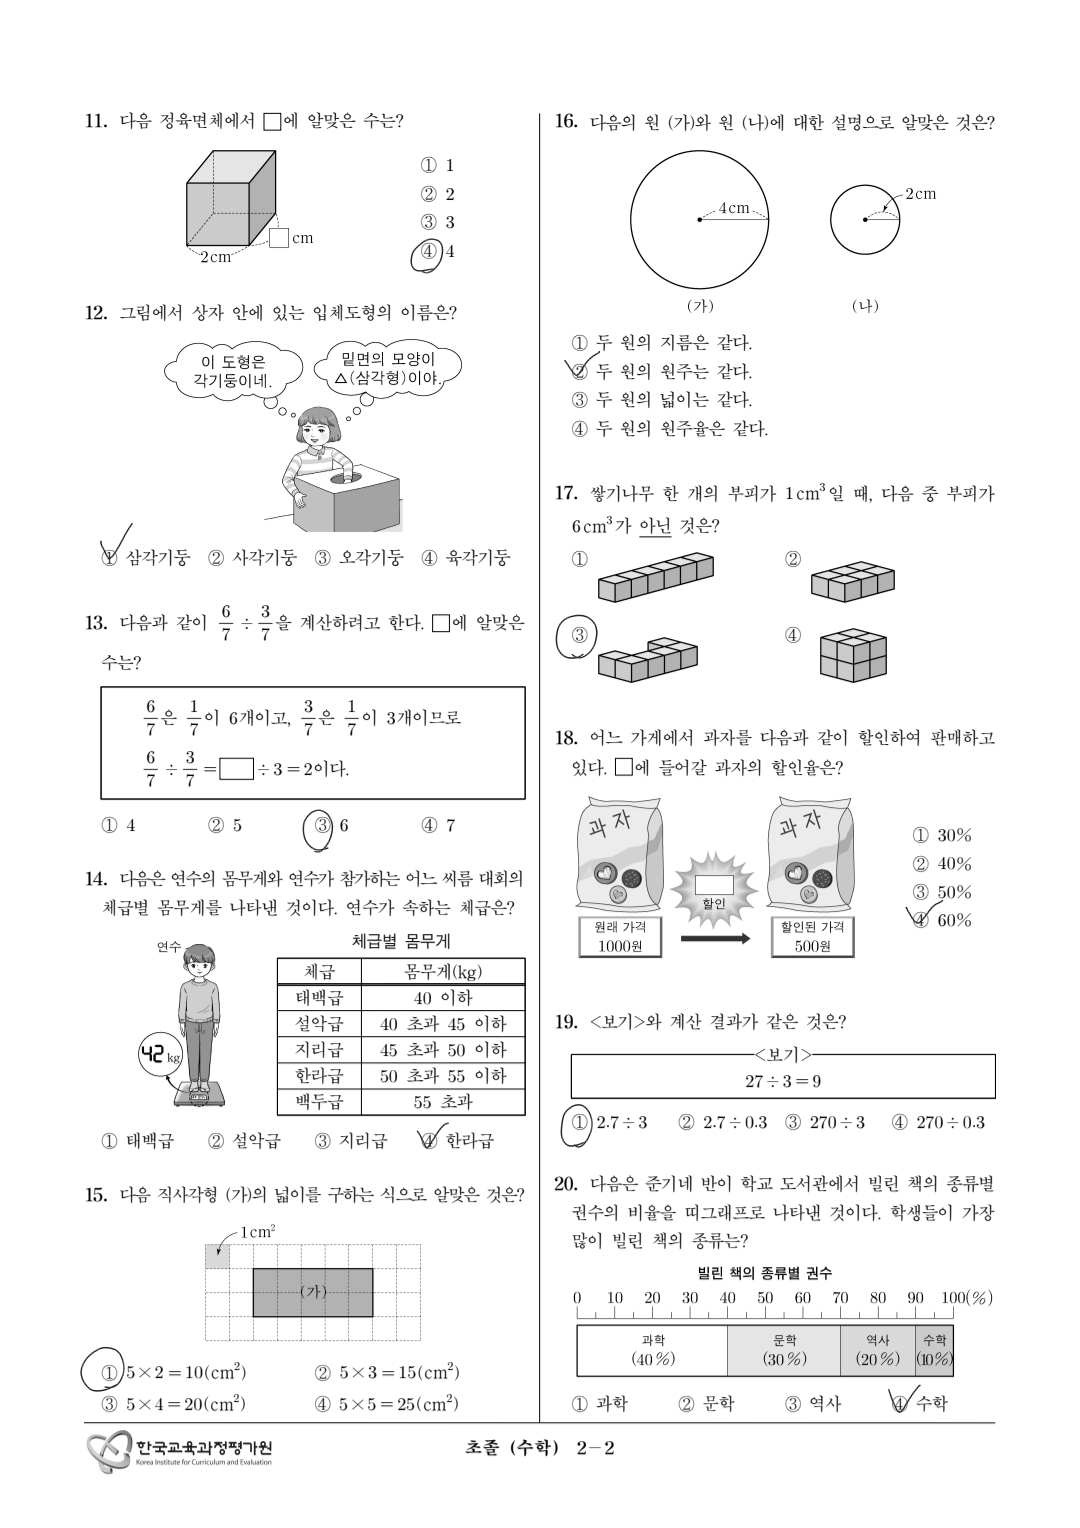 11. 다음 정육면체에서 □에 알맞은 수는?
2cm
□ cm
① 1
② 2
③ 3
④ 4
12. 그림에서 상자 안에 있는 입체도형의 이름은?
이 도형은
각기둥이네.
밑면의 모양이
△(삼각형)이야.
① 삼각기둥 ② 사각기둥 ③ 오각기둥 ④ 육각기둥
13. 다음과 같이 6/7 ÷ 3/7을 계산하려고 한다. □에 알맞은
수는?
6/7은 1/7이 6개이고, 3/7은 1/7이 3개이므로
6/7 ÷ 3/7 = □ ÷ 3 = 2이다.
① 4 ② 5 ③ 6 ④ 7
14. 다음은 연수의 몸무게와 연수가 참가하는 어느 씨름 대회의
체급별 몸무게를 나타낸 것이다. 연수가 속하는 체급은?
연수
42 kg
체급별 몸무게
체급 몸무게(kg)
태백급 40 이하
설악급 40 초과 45 이하
지리급 45 초과 50 이하
한라급 50 초과 55 이하
백두급 55 초과
① 태백급 ② 설악급 ③ 지리급 ④ 한라급
15. 다음 직사각형 (가)의 넓이를 구하는 식으로 알맞은 것은?
1cm²
(가)
① 5×2=10(cm²) ② 5×3=15(cm²)
③ 5×4=20(cm²) ④ 5×5=25(cm²)
16. 다음의 원 (가)와 원 (나)에 대한 설명으로 알맞은 것은?
4cm
2cm
(가) (나)
① 두 원의 지름은 같다.
② 두 원의 원주는 같다.
③ 두 원의 넓이는 같다.
④ 두 원의 원주율은 같다.
17. 쌓기나무 한 개의 부피가 1cm³일 때, 다음 중 부피가
6cm³가 아닌 것은?
① ②
③ ④
18. 어느 가게에서 과자를 다음과 같이 할인하여 판매하고
있다. □에 들어갈 과자의 할인율은?
과자
원래 가격
1000원
할인
과자
할인된 가격
500원
① 30%
② 40%
③ 50%
④ 60%
19. <보기>와 계산 결과가 같은 것은?
<보기>
27÷3=9
① 2.7÷3 ② 2.7÷0.3 ③ 270÷3 ④ 270÷0.3
20. 다음은 준기네 반이 학교 도서관에서 빌린 책의 종류별
권수의 비율을 띠그래프로 나타낸 것이다. 학생들이 가장
많이 빌린 책의 종류는?
빌린 책의 종류별 권수
0 10 20 30 40 50 60 70 80 90 100(%)
과학 문학 역사 수학
(40%) (30%) (20%) (10%)
① 과학 ② 문학 ③ 역사 ④ 수학
한국교육과정평가원
Korea Institute for Curriculum and Evaluation
초졸 (수학) 2-2